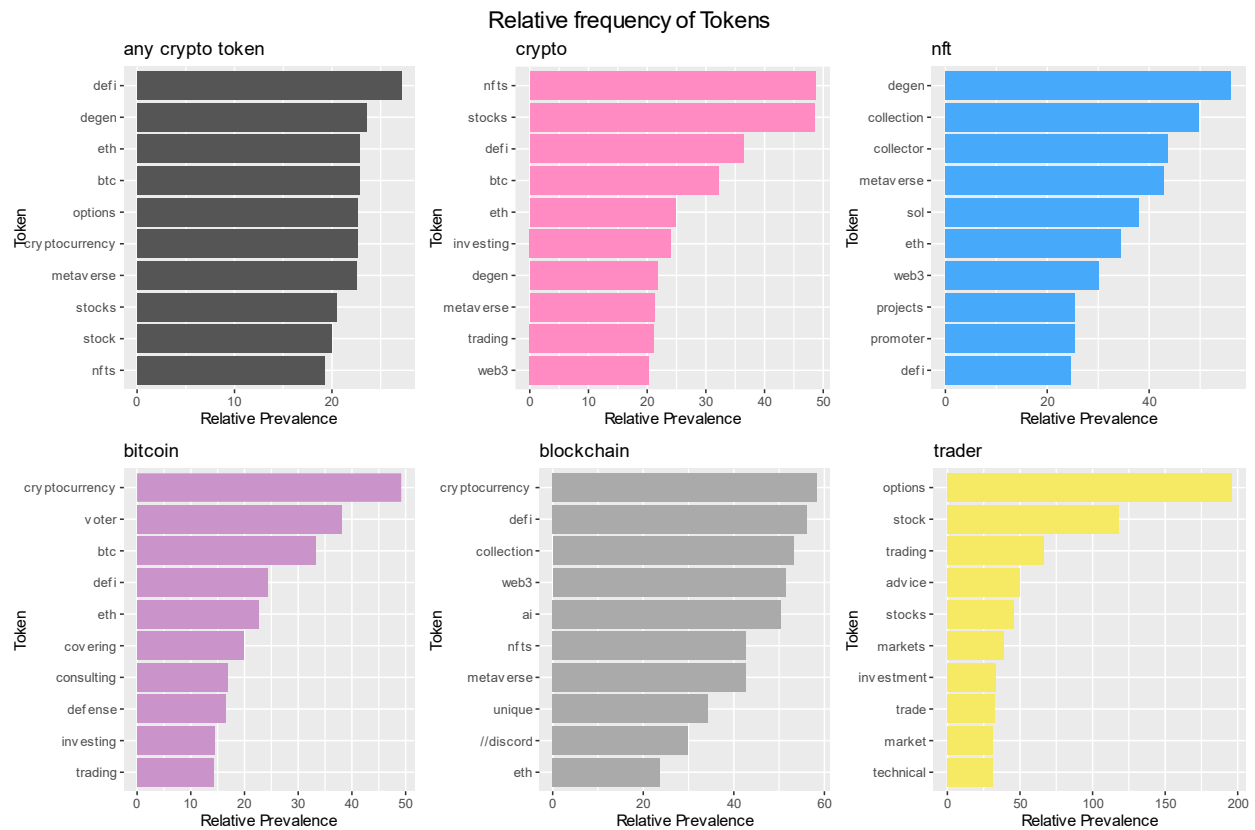 Relative frequency of Tokens
any crypto token
Token
defi
degen
eth
btc
options
cryptocurrency
metaverse
stocks
stock
nfts
0 10 20
Relative Prevalence
crypto
Token
nfts
stocks
defi
btc
eth
investing
degen
metaverse
trading
web3
0 10 20 30 40 50
Relative Prevalence
nft
Token
degen
collection
collector
metaverse
sol
eth
web3
projects
promoter
defi
0 20 40
Relative Prevalence
bitcoin
Token
cryptocurrency
voter
btc
defi
eth
covering
consulting
defense
investing
trading
0 10 20 30 40 50
Relative Prevalence
blockchain
Token
cryptocurrency
defi
collection
web3
ai
nfts
metaverse
unique
//discord
eth
0 20 40 60
Relative Prevalence
trader
Token
options
stock
trading
advice
stocks
markets
investment
trade
market
technical
0 50 100 150 200
Relative Prevalence